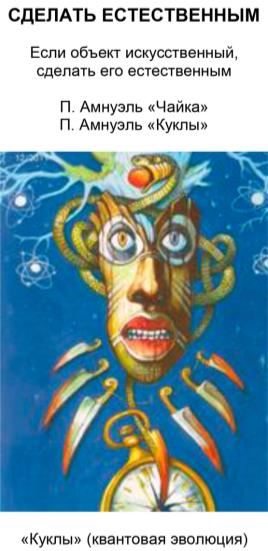 СДЕЛАТЬ ЕСТЕСТВЕННЫМ
Если объект искусственный,
сделать его естественным
П. Амнуэль «Чайка»
П. Амнуэль «Куклы»
«Куклы» (квантовая эволюция)